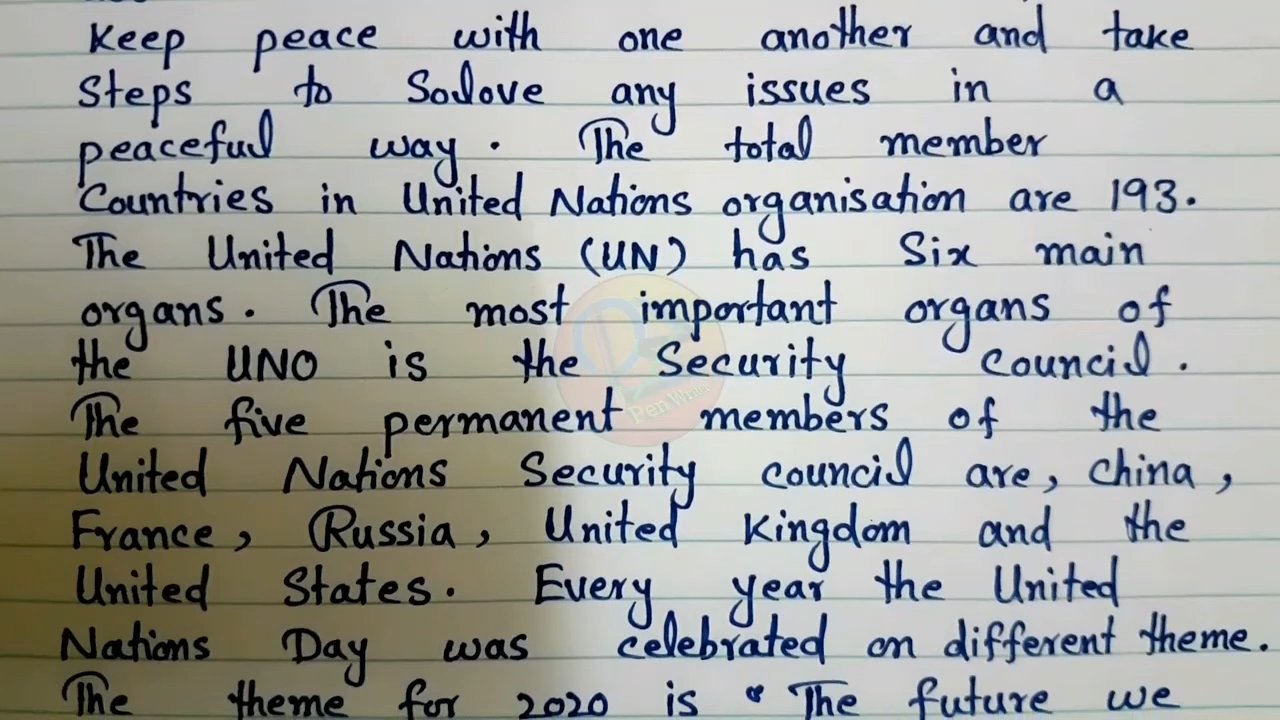 Keep peace with one another and take
Steps to Solove any issues in a
peaceful way. The total member
Countries in United Nations organisation are 193.
The United Nations (UN) has Six main
organs. The most important organs of
the UNO is the Security council.
Pen Write
The five permanent members of the
United Nations Security council are, china,
France, Russia, United Kingdom and the
United States. Every year the United
Nations Day was celebrated on different theme.
The theme for 2020 is " The future we